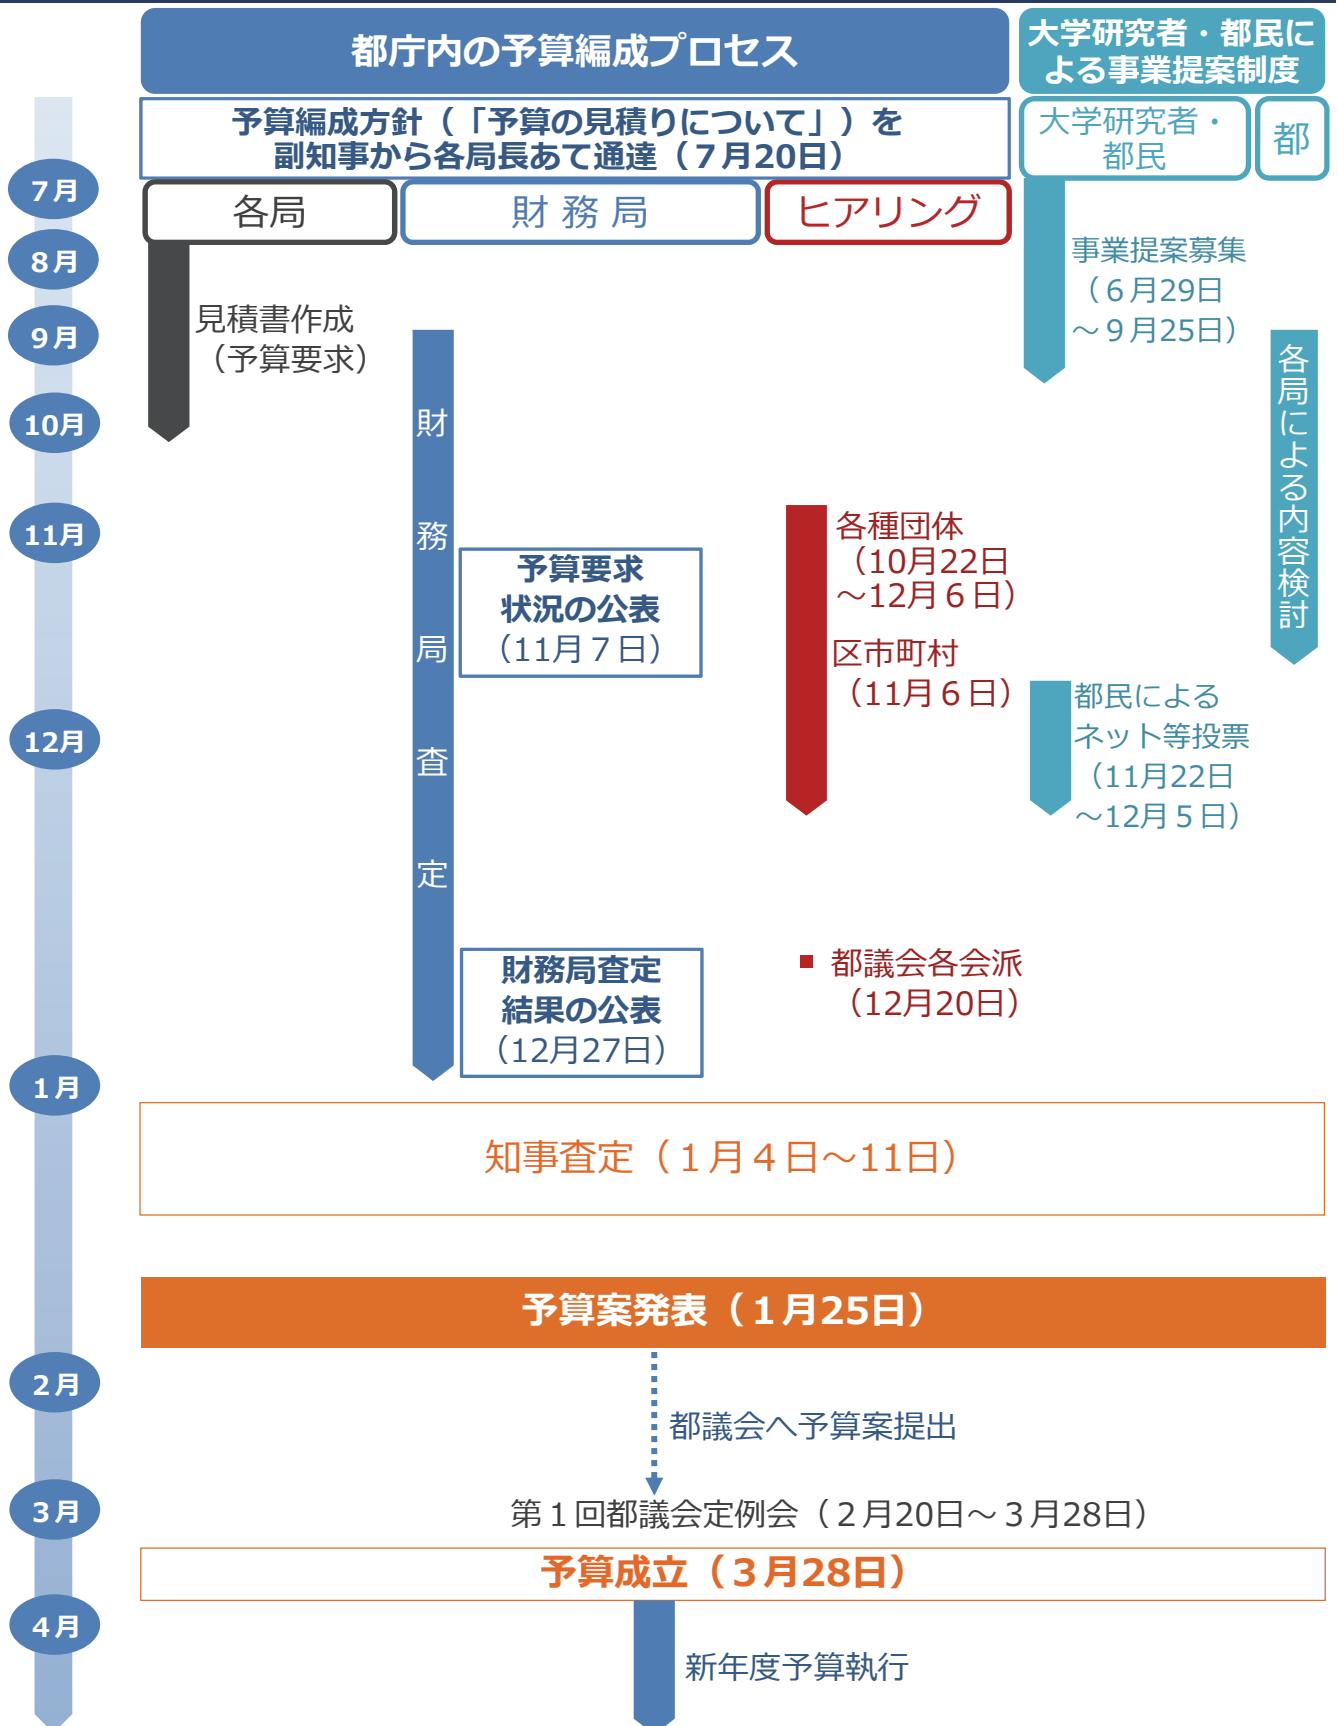 都庁内の予算編成プロセス
大学研究者・都民に
よる事業提案制度
予算編成方針（「予算の見積りについて」）を
副知事から各局長あて通達（７月20日）
大学研究者・
都民
都
７月
各局
財 務 局
ヒアリング
８月
事業提案募集
（６月29日
～９月25日）
９月
見積書作成
（予算要求）
10月
財務局査定
各局による内容検討
11月
予算要求
状況の公表
（11月７日）
各種団体
（10月22日
～12月６日）
区市町村
（11月６日）
都民による
ネット等投票
（11月22日
～12月５日）
12月
財務局査定
結果の公表
（12月27日）
都議会各会派
（12月20日）
１月
知事査定（１月４日～11日）
予算案発表（１月25日）
２月
都議会へ予算案提出
３月
第１回都議会定例会（２月20日～３月28日）
予算成立（３月28日）
４月
新年度予算執行